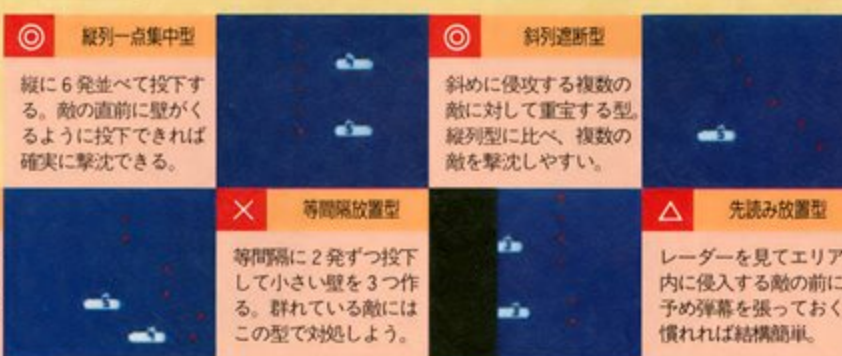 ◎ 縦列一点集中型
縦に6発並べて投下す
る。敵の直前に壁がく
るように投下できれば
確実に撃沈できる。
◎ 斜列遮断型
斜めに侵攻する複数の
敵に対して重宝する型。
縦列型に比べ、複数の
敵を撃沈しやすい。
× 等間隔放置型
等間隔に2発ずつ投下
して小さい壁を3つ作
る。群れている敵には
この型で対処しよう。
△ 先読み放置型
レーダーを見てエリア
内に侵入する敵の前に
予め弾幕を張っておく
慣れれば結構簡単。